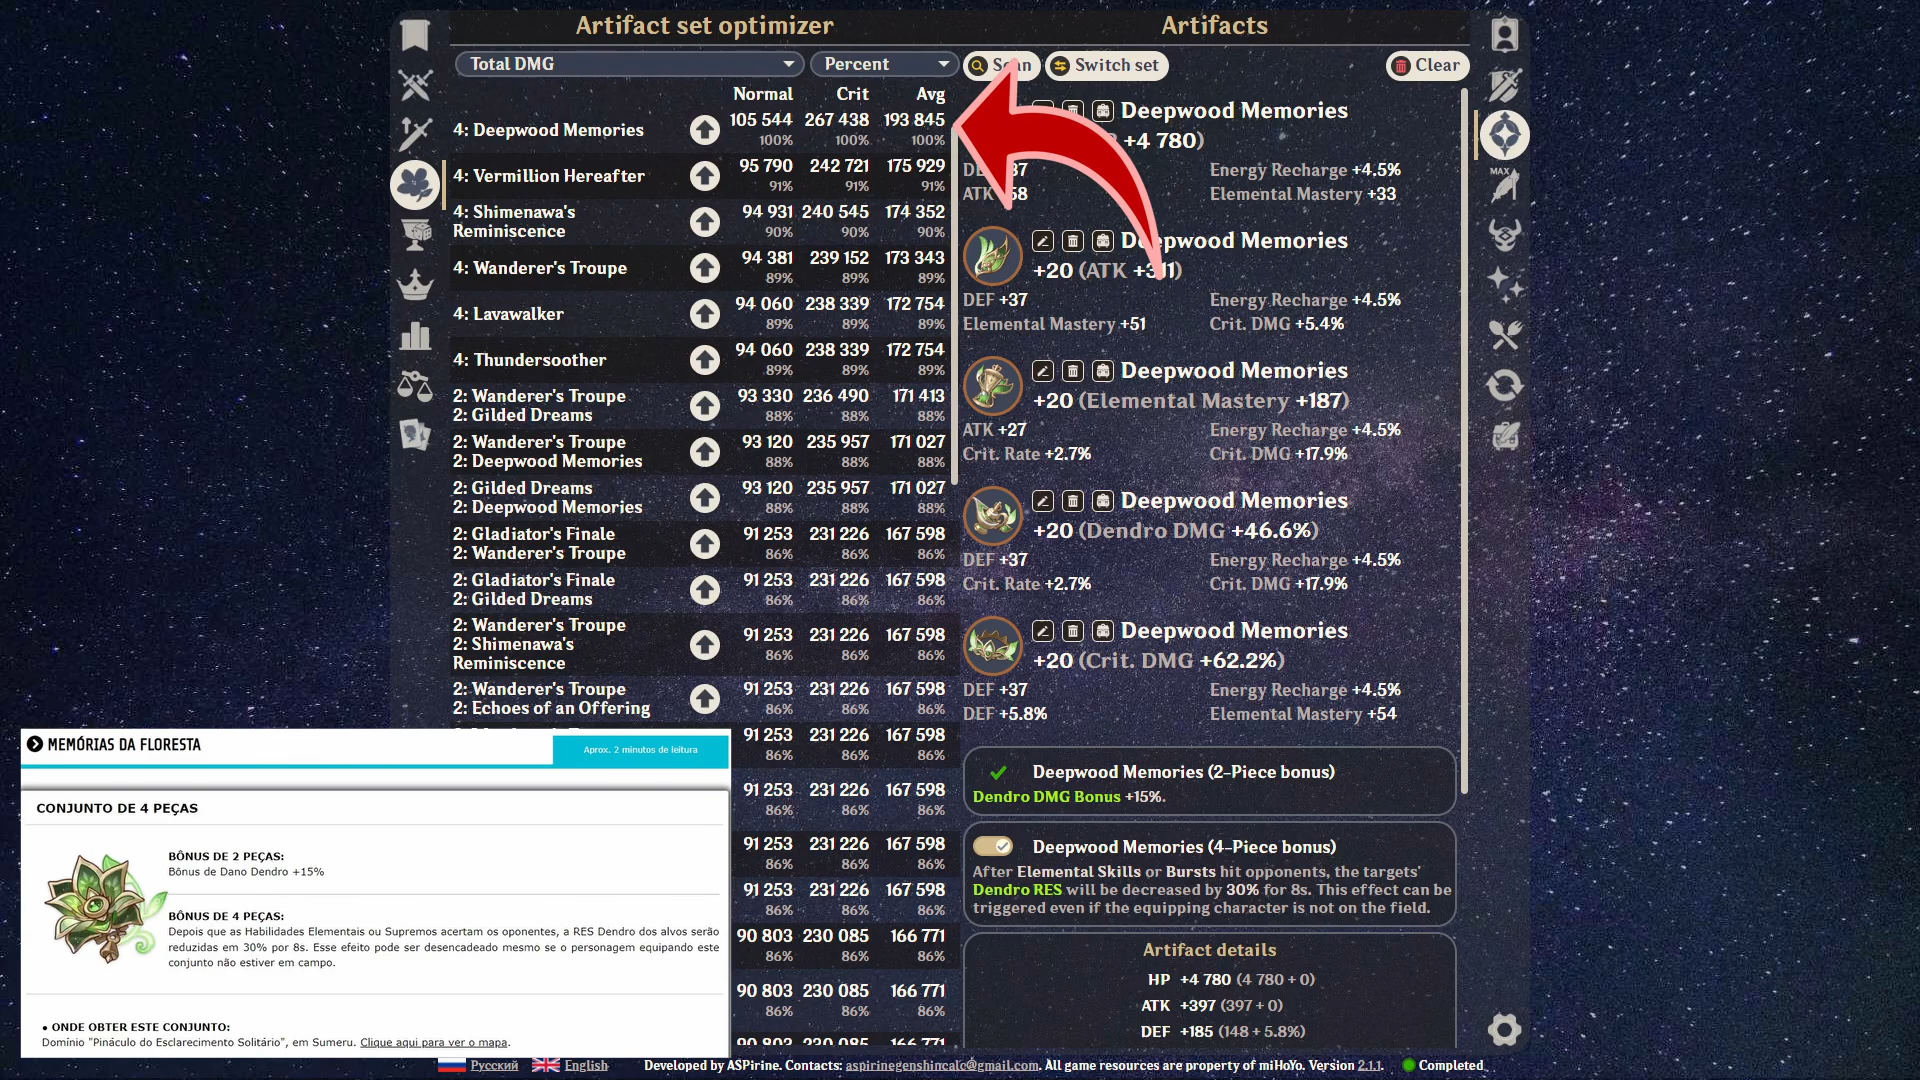 Artifact set optimizer
Total DMG
Percent
Normal Crit Avg
4: Deepwood Memories
105 544 267 438 193 845
100% 100% 100%
4: Vermillion Hereafter
95 790 242 721 175 929
91% 91% 91%
4: Shimenawa's
Reminiscence
94 931 240 545 174 352
90% 90% 90%
4: Wanderer's Troupe
94 381 239 152 173 343
89% 89% 89%
4: Lavawalker
94 060 238 339 172 754
89% 89% 89%
4: Thundersoother
94 060 238 339 172 754
89% 89% 89%
2: Wanderer's Troupe
2: Gilded Dreams
93 330 236 490 171 413
88% 88% 88%
2: Wanderer's Troupe
2: Deepwood Memories
93 120 235 957 171 027
88% 88% 88%
2: Gilded Dreams
2: Deepwood Memories
93 120 235 957 171 027
88% 88% 88%
2: Gladiator's Finale
2: Wanderer's Troupe
91 253 231 226 167 598
86% 86% 86%
2: Gladiator's Finale
2: Gilded Dreams
91 253 231 226 167 598
86% 86% 86%
2: Wanderer's Troupe
2: Shimenawa's
Reminiscence
91 253 231 226 167 598
86% 86% 86%
2: Wanderer's Troupe
2: Echoes of an Offering
91 253 231 226 167 598
86% 86% 86%
91 253 231 226 167 598
86% 86% 86%
91 253 231 226 167 598
86% 86% 86%
91 253 231 226 167 598
86% 86% 86%
91 253 231 226 167 598
86% 86% 86%
90 803 230 085 166 771
86% 86% 86%
90 803 230 085 166 771
86% 86% 86%
90 803 230 085 166 771
Artifacts
Switch set
Clear
Deepwood Memories
+4 780)
Energy Recharge +4.5%
ATK
Elemental Mastery +33
Deepwood Memories
+20 (ATK +311)
DEF +37
Energy Recharge +4.5%
Elemental Mastery +51
Crit. DMG +5.4%
Deepwood Memories
+20 (Elemental Mastery +187)
ATK +27
Energy Recharge +4.5%
Crit. Rate +2.7%
Crit. DMG +17.9%
Deepwood Memories
+20 (Dendro DMG +46.6%)
DEF +37
Energy Recharge +4.5%
Crit. Rate +2.7%
Crit. DMG +17.9%
Deepwood Memories
+20 (Crit. DMG +62.2%)
DEF +37
Energy Recharge +4.5%
DEF +5.8%
Elemental Mastery +54
Deepwood Memories (2-Piece bonus)
Dendro DMG Bonus +15%.
Deepwood Memories (4-Piece bonus)
After Elemental Skills or Bursts hit opponents, the targets'
Dendro RES will be decreased by 30% for 8s. This effect can be
triggered even if the equipping character is not on the field.
Artifact details
HP +4 780 (4 780 + 0)
ATK +397 (397 + 0)
DEF +185 (148 + 5.8%)
MAX
MEMÓRIAS DA FLORESTA
Aprox. 2 minutos de leitura
CONJUNTO DE 4 PEÇAS
BÔNUS DE 2 PEÇAS:
Bônus de Dano Dendro +15%
BÔNUS DE 4 PEÇAS:
Depois que as Habilidades Elementais ou Supremos acertam os oponentes, a RES Dendro dos alvos serão
reduzidas em 30% por 8s. Esse efeito pode ser desencadeado mesmo se o personagem equipando este
conjunto não estiver em campo.
• ONDE OBTER ESTE CONJUNTO:
Domínio "Pináculo do Esclarecimento Solitário", em Sumeru. Clique aqui para ver o mapa.
Русский English Developed by ASPirine. Contacts: aspirinegenshincalc@gmail.com. All game resources are property of miHoYo. Version 2.1.1. Completed